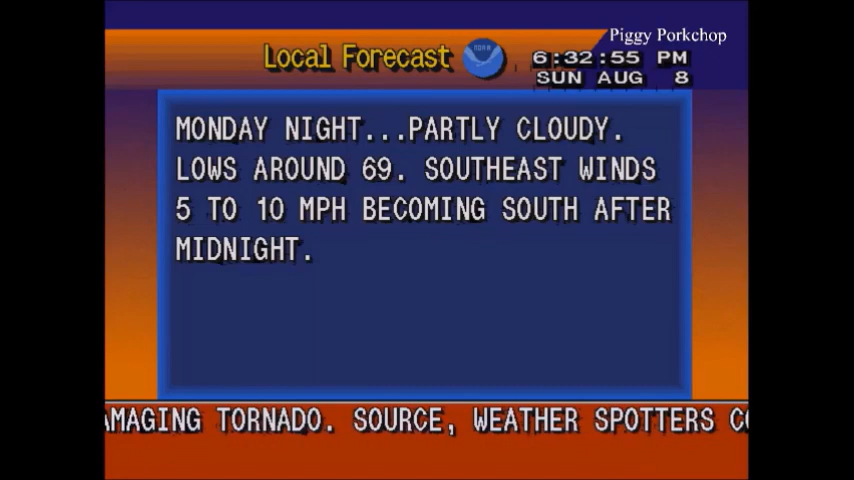 Piggy Porkchop
Local Forecast
NOAA
6:32:55 PM
SUN AUG 8
MONDAY NIGHT...PARTLY CLOUDY.
LOWS AROUND 69. SOUTHEAST WINDS
5 TO 10 MPH BECOMING SOUTH AFTER
MIDNIGHT.
TORNADO. SOURCE, WEATHER SPOTTERS